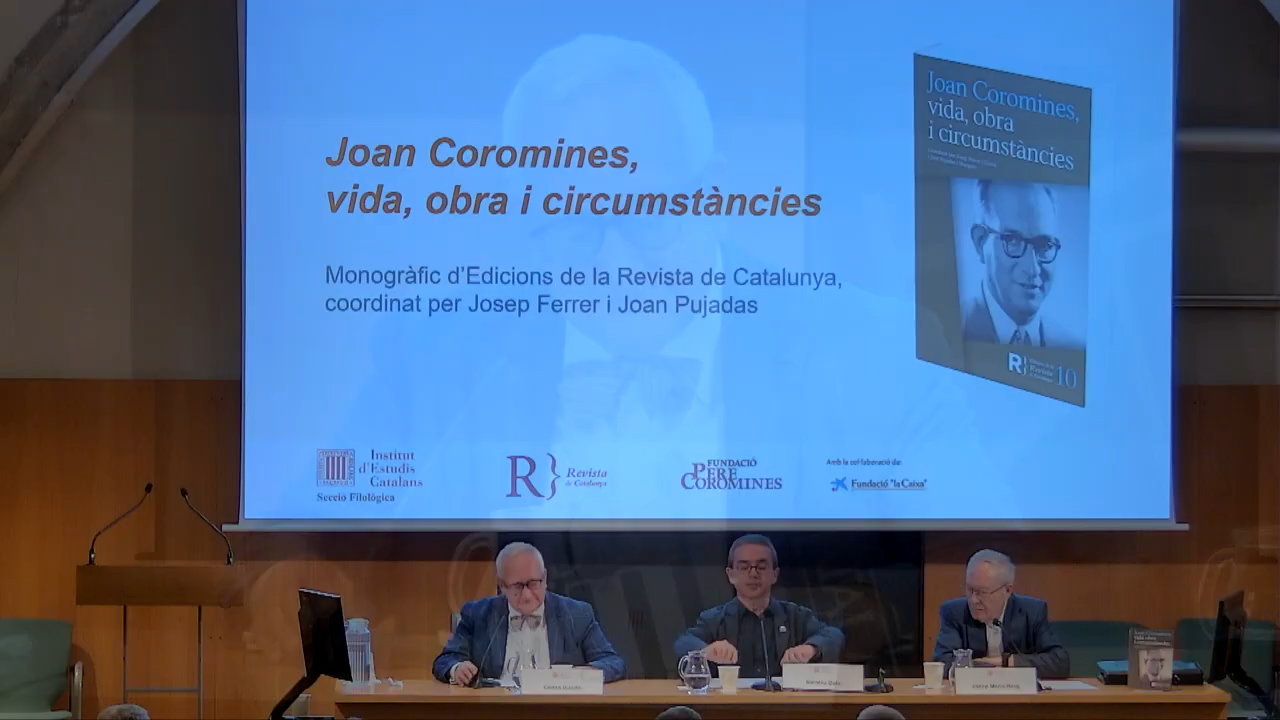 Joan Coromines,
vida, obra i circumstàncies
Monogràfic d'Edicions de la Revista de Catalunya,
coordinat per Josep Ferrer i Joan Pujadas
Joan Coromines,
vida, obra
i circumstàncies
R} Revista 10
Institut
d'Estudis
Catalans
Secció Filològica
R} Revista
de Catalunya
FUNDACIÓ
PERE
COROMINES
Amb la col·laboració de:
Fundació "la Caixa"